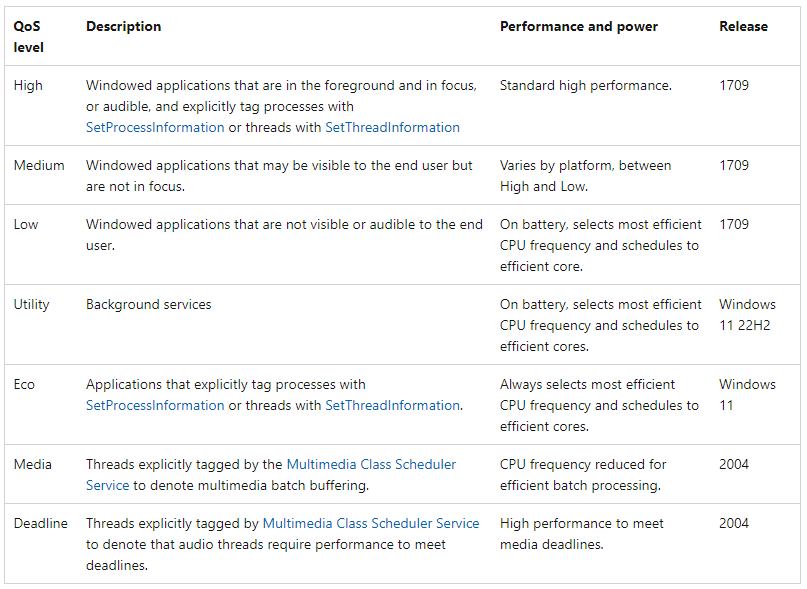 QoS level
Description
Performance and power
Release
High
Windowed applications that are in the foreground and in focus,
or audible, and explicitly tag processes with
SetProcessInformation or threads with SetThreadInformation
Standard high performance.
1709
Medium
Windowed applications that may be visible to the end user but
are not in focus.
Varies by platform, between
High and Low.
1709
Low
Windowed applications that are not visible or audible to the end
user.
On battery, selects most efficient
CPU frequency and schedules to
efficient core.
1709
Utility
Background services
On battery, selects most efficient
CPU frequency and schedules to
efficient cores.
Windows
11 22H2
Eco
Applications that explicitly tag processes with
SetProcessInformation or threads with SetThreadInformation.
Always selects most efficient
CPU frequency and schedules to
efficient cores.
Windows
11
Media
Threads explicitly tagged by the Multimedia Class Scheduler
Service to denote multimedia batch buffering.
CPU frequency reduced for
efficient batch processing.
2004
Deadline
Threads explicitly tagged by Multimedia Class Scheduler Service
to denote that audio threads require performance to meet
deadlines.
High performance to meet
media deadlines.
2004